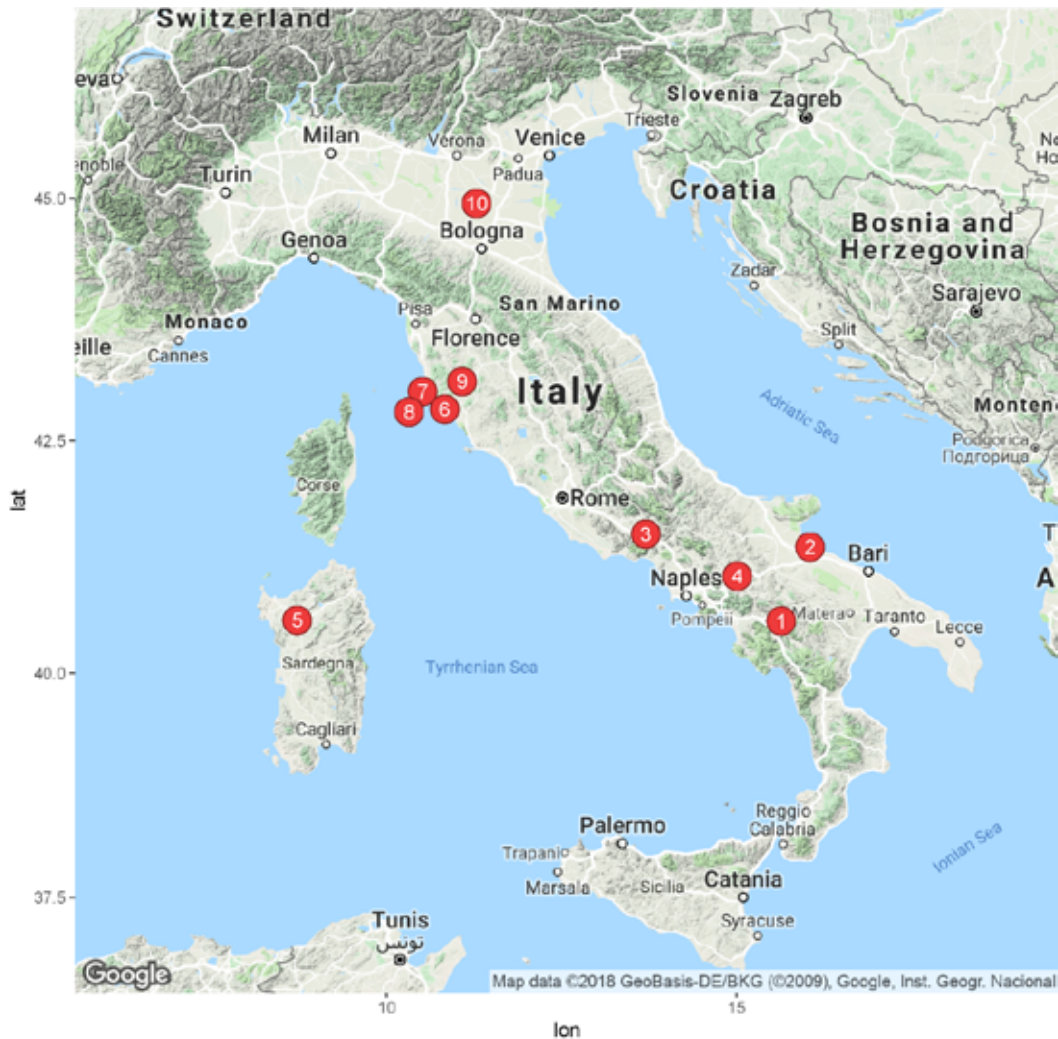 Switzerland
eva
Slovenia
Zagreb
Milan
Verona
Venice
Trieste
enoble
Turin
Padua
Croatia
45.0
10
Bosnia and
Herzegovina
Bologna
Genoa
Zadar
Sarajevo
Pisa
San Marino
Monaco
Florence
Split
eille
Cannes
9
Italy
7
8
6
Adriatic Sea
Monten
42.5
Podgorica
Подгорица
lat
Corse
Rome
3
2
Bari
T
4
Naples
A
5
Pompeii
1
Matera
Taranto
Lecce
Sardegna
Tyrrhenian Sea
40.0
Cagliari
Reggio
Calabria
Palermo
Ionian Sea
Trapani
Marsala
Sicilia
Catania
37.5
Tunis
تونس
Syracuse
Google
Map data ©2018 GeoBasis-DE/BKG (©2009), Google, Inst. Geogr. Nacional
10
15
lon